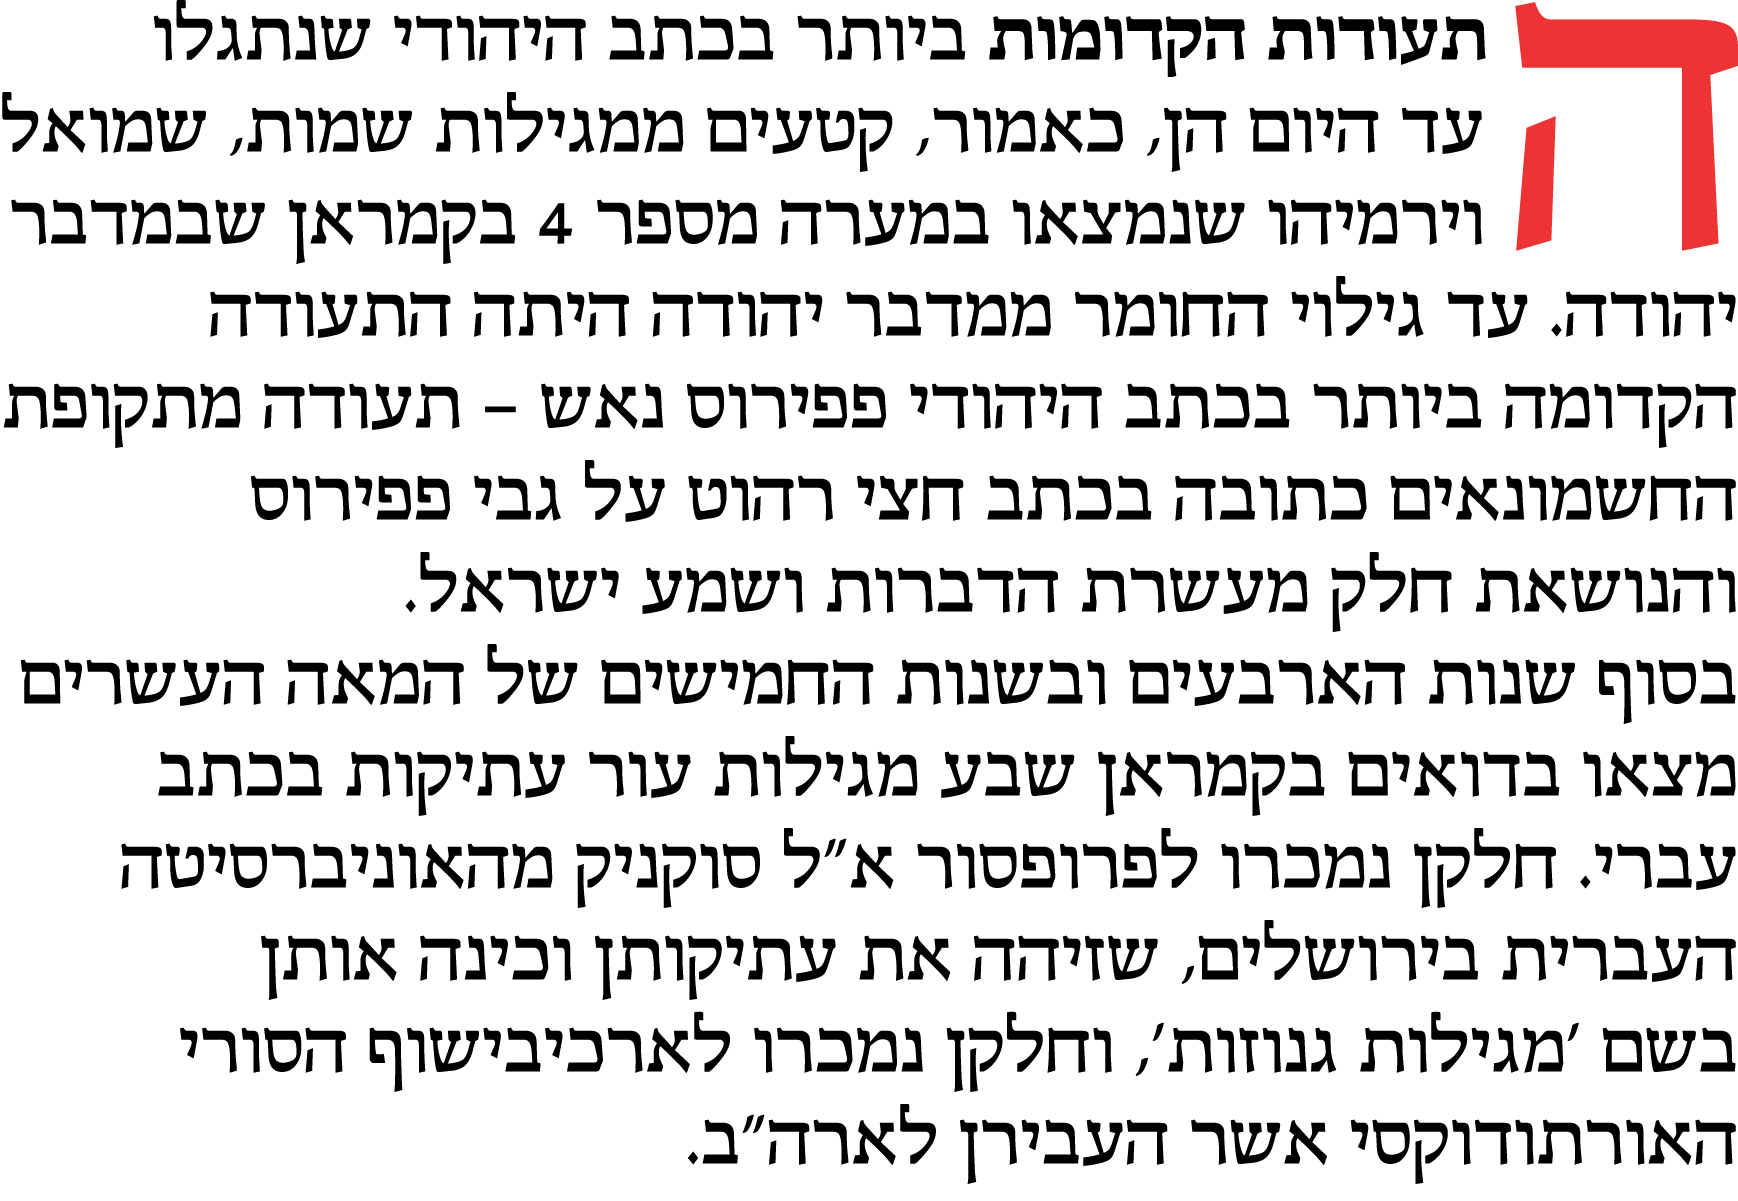 התעודות הקדומות ביותר בכתב היהודי שנתגלו
עד היום הן, כאמור, קטעים ממגילות שמות, שמואל
וירמיהו שנמצאו במערה מספר 4 בקמראן שבמדבר
יהודה. עד גילוי החומר ממדבר יהודה היתה התעודה
הקדומה ביותר בכתב היהודי פפירוס נאש – תעודה מתקופת
החשמונאים כתובה בכתב חצי רהוט על גבי פפירוס
והנושאת חלק מעשרת הדברות ושמע ישראל.
בסוף שנות הארבעים ובשנות החמישים של המאה העשרים
מצאו בדואים בקמראן שבע מגילות עור עתיקות בכתב
עברי. חלקן נמכרו לפרופסור א״ל סוקניק מהאוניברסיטה
העברית בירושלים, שזיהה את עתיקותן וכינה אותן
בשם ׳מגילות גנוזות׳, וחלקן נמכרו לארכיבישוף הסורי
האורתודוקסי אשר העבירן לארה״ב.